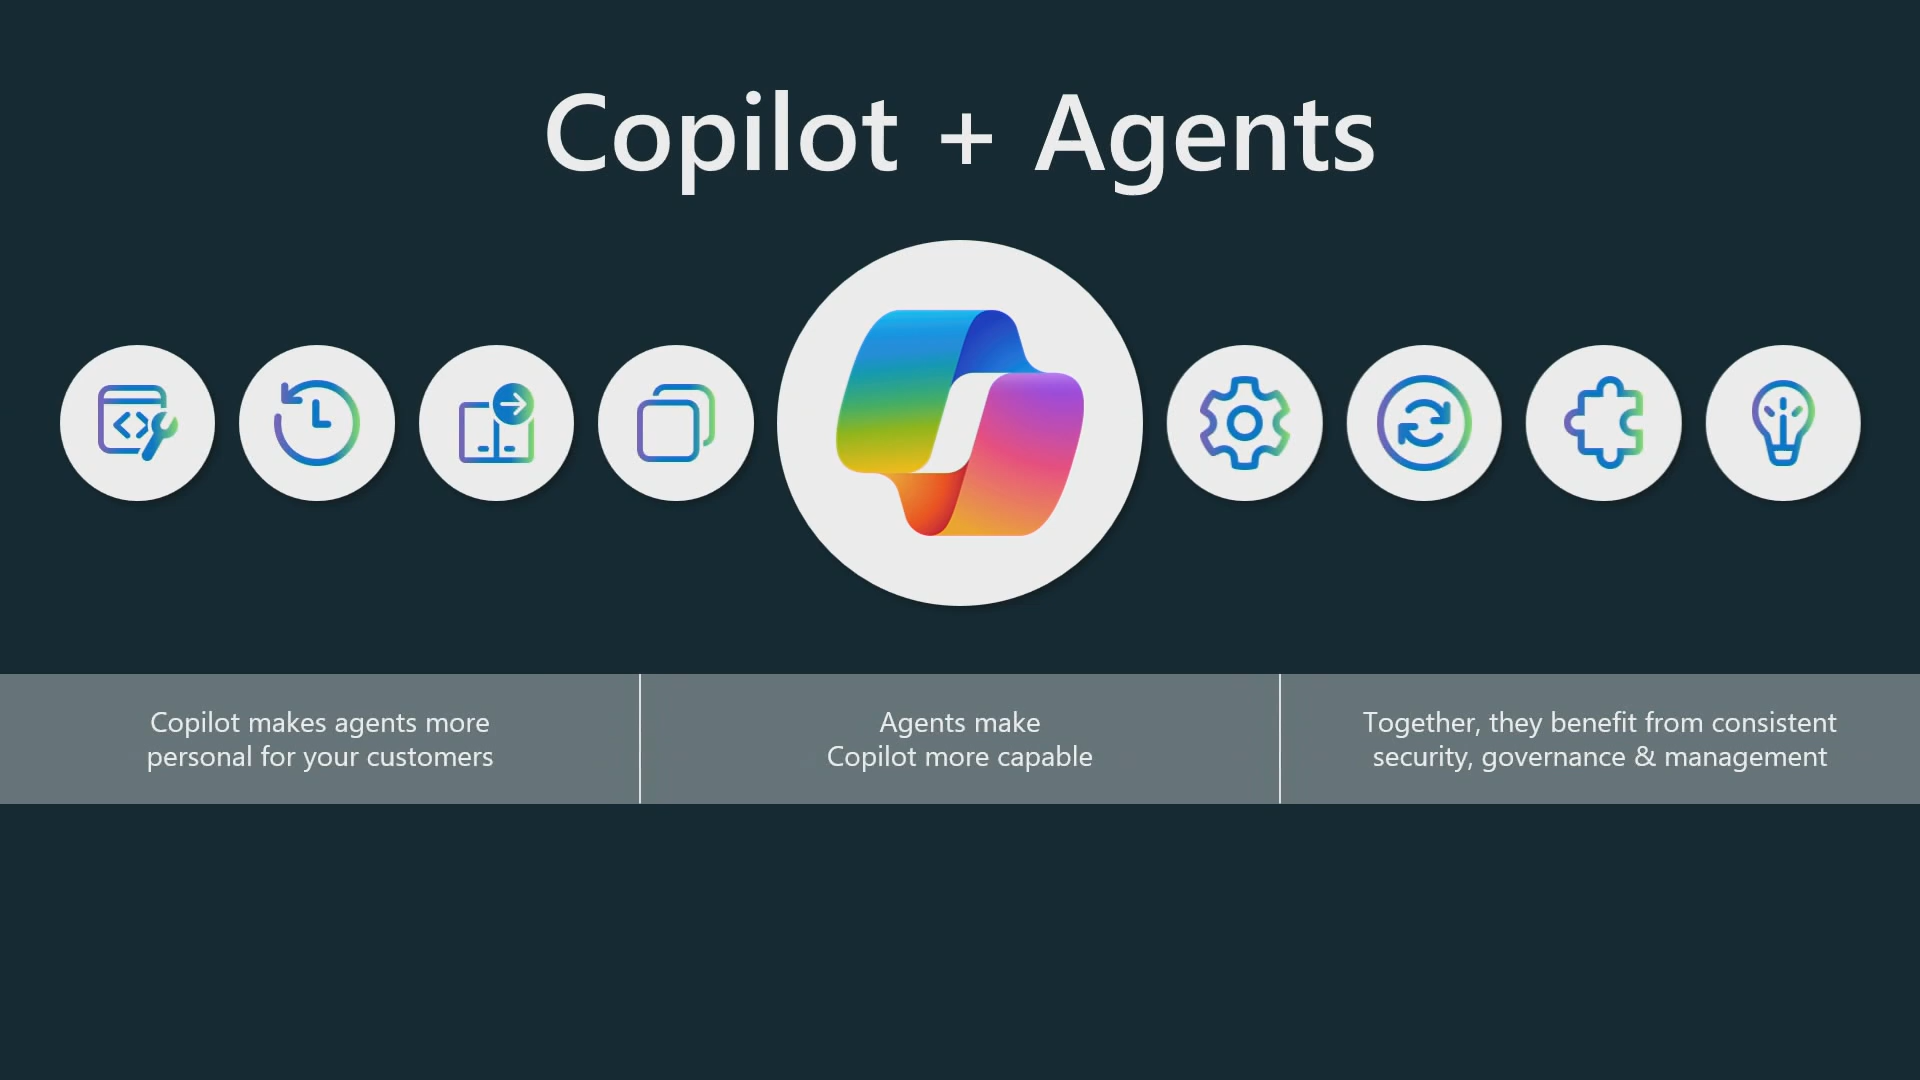 Copilot + Agents
Copilot makes agents more
personal for your customers
Agents make
Copilot more capable
Together, they benefit from consistent
security, governance & management